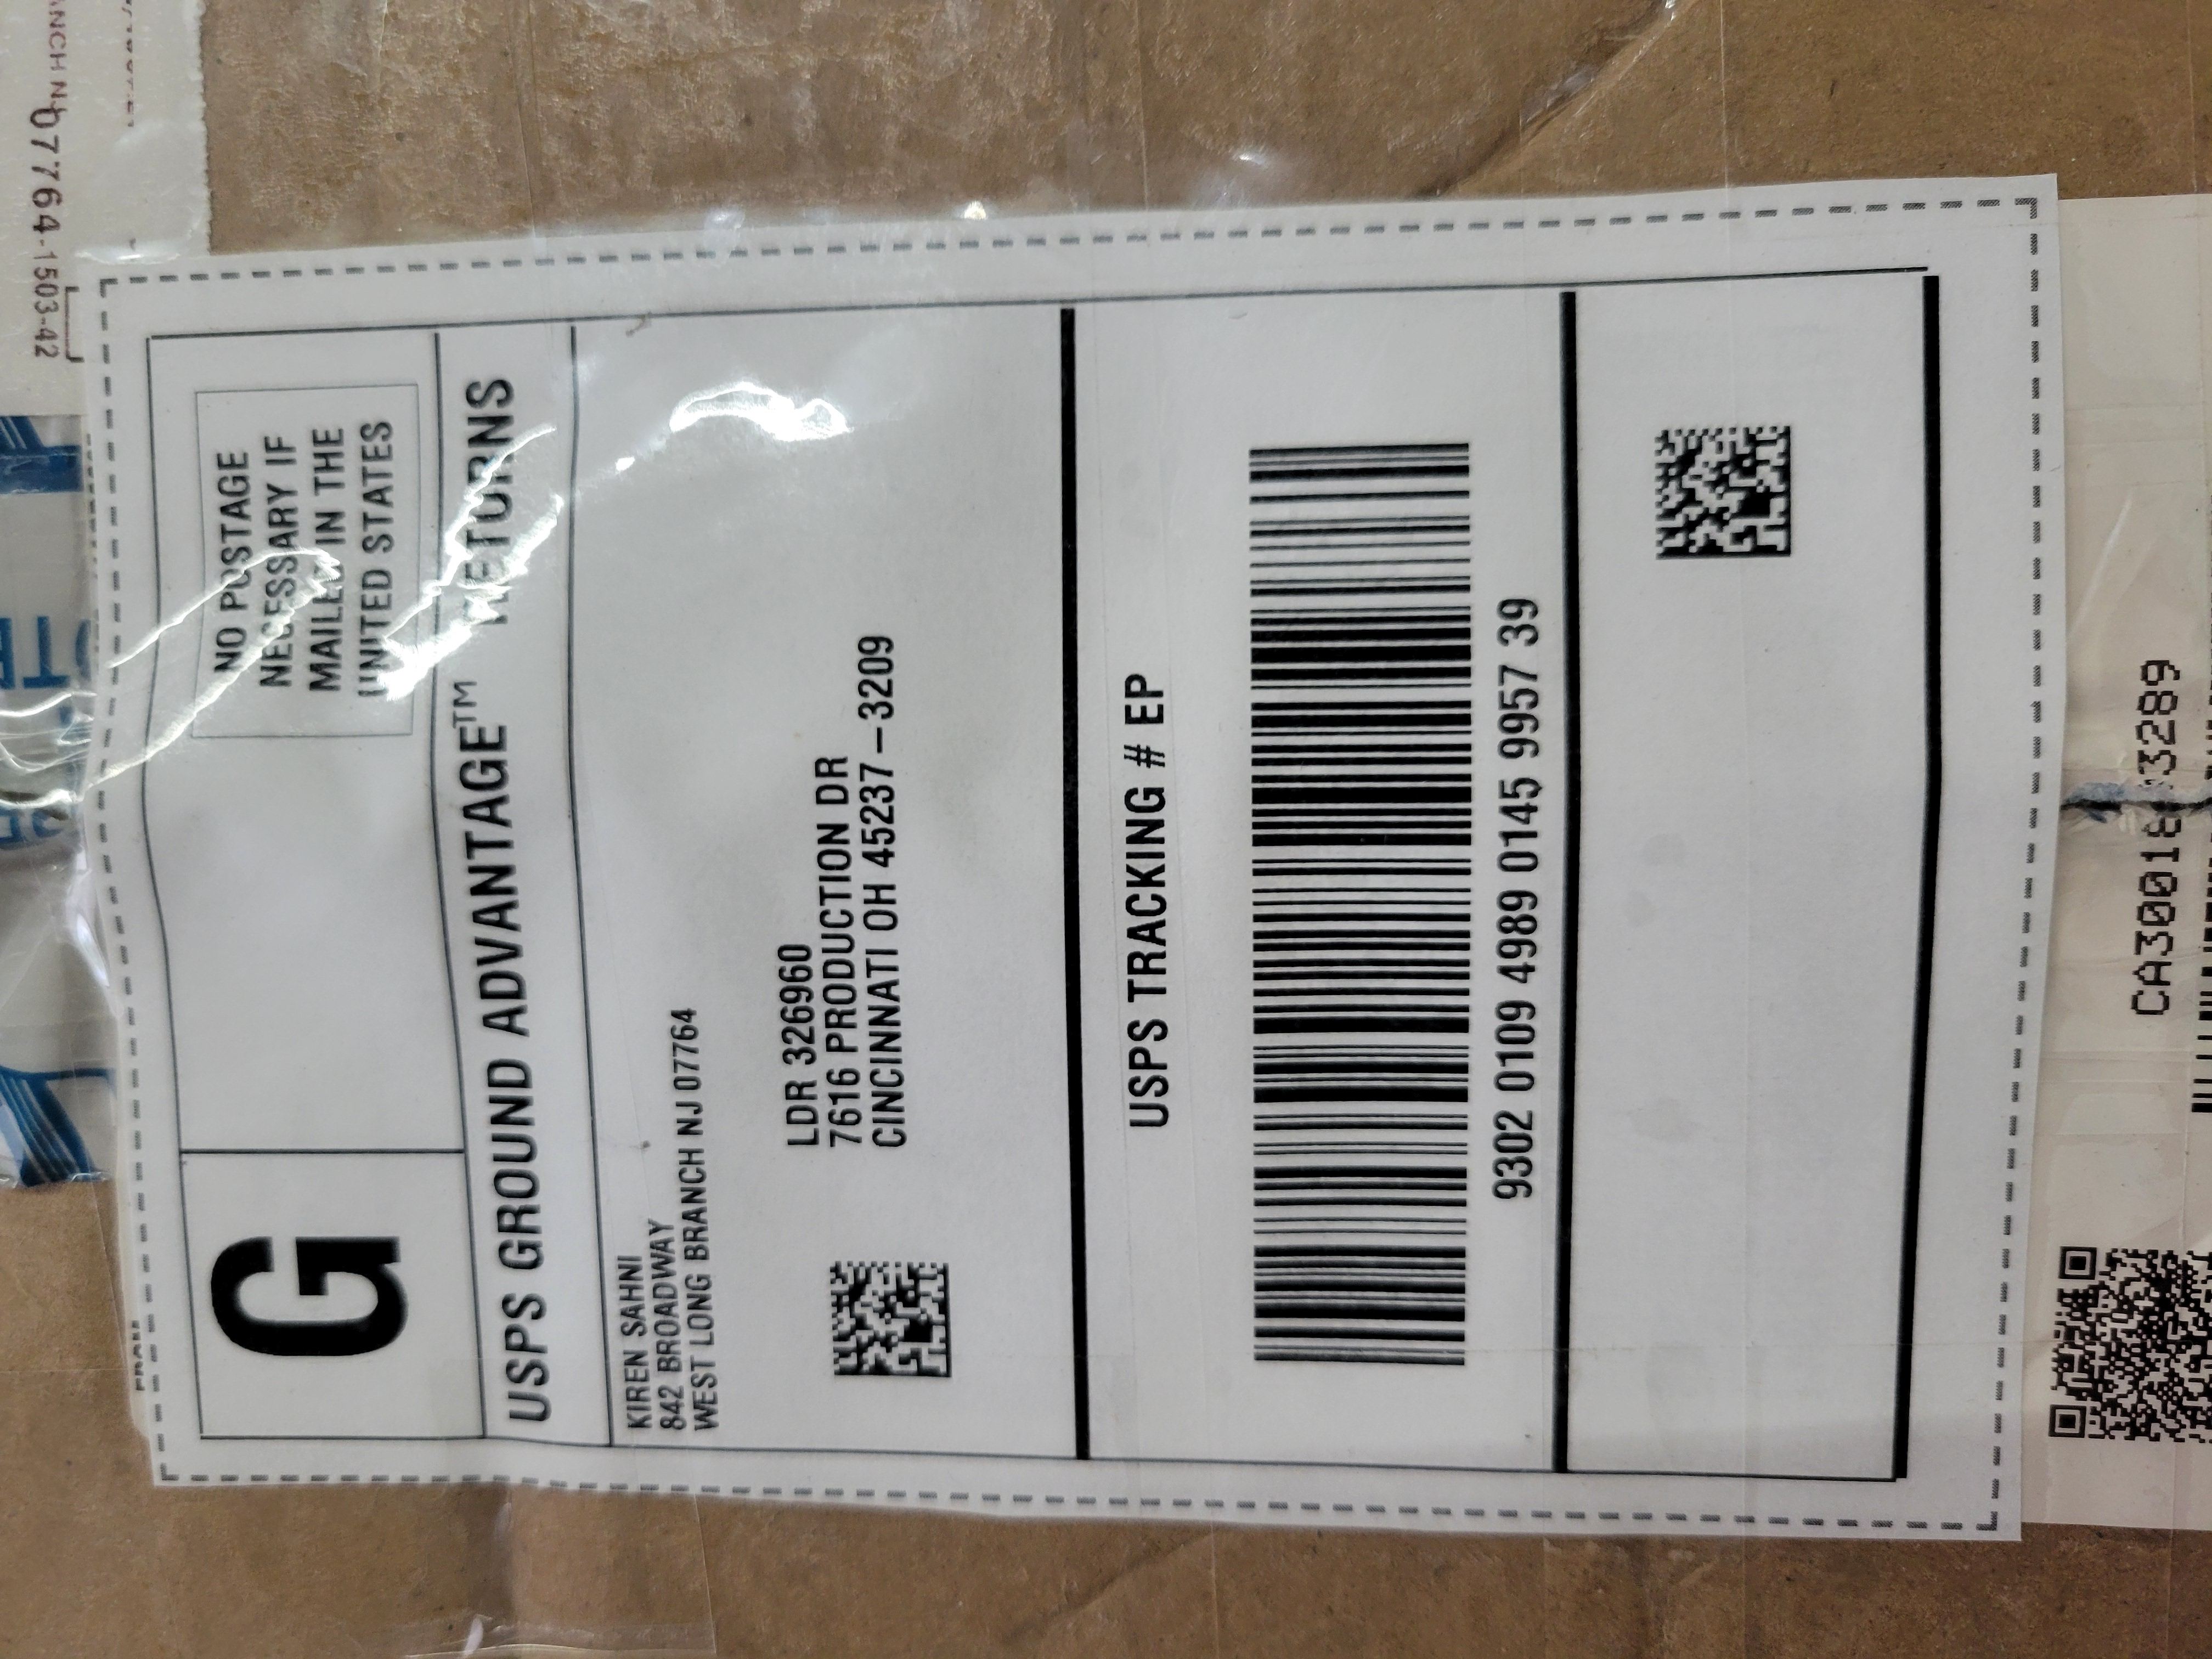 07764-1503-42
G
NO POSTAGE
NECESSARY IF
MAILED IN THE
UNITED STATES
USPS GROUND ADVANTAGE™ RETURNS
KIREN SAHNI
842 BROADWAY
WEST LONG BRANCH NJ 07764
LDR 326960
7616 PRODUCTION DR
CINCINNATI OH 45237-3209
USPS TRACKING # EP
9302 0109 4989 0145 9957 39